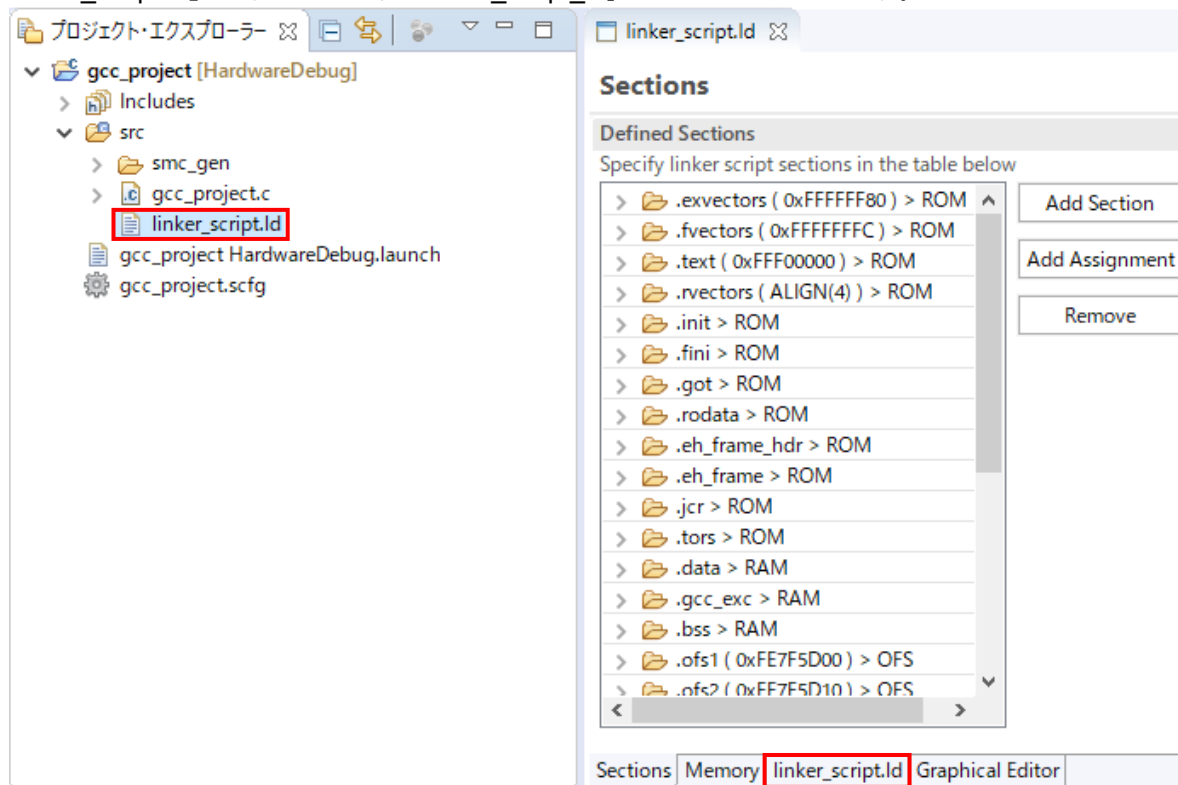 プロジェクト・エクスプローラー
gcc_project [HardwareDebug]
Includes
src
smc_gen
gcc_project.c
linker_script.ld
gcc_project HardwareDebug.launch
gcc_project.scfg
linker_script.ld
Sections
Defined Sections
Specify linker script sections in the table below
.exvectors ( 0xFFFFFF80 ) > ROM
.fvectors ( 0xFFFFFFFC ) > ROM
.text ( 0xFFF00000 ) > ROM
.rvectors ( ALIGN(4) ) > ROM
.init > ROM
.fini > ROM
.got > ROM
.rodata > ROM
.eh_frame_hdr > ROM
.eh_frame > ROM
.jcr > ROM
.tors > ROM
.data > RAM
.gcc_exc > RAM
.bss > RAM
.ofs1 ( 0xFE7F5D00 ) > OFS
.ofs2 ( 0xFE7F5D10 ) > OFS
Add Section
Add Assignment
Remove
Sections Memory linker_script.ld Graphical Editor